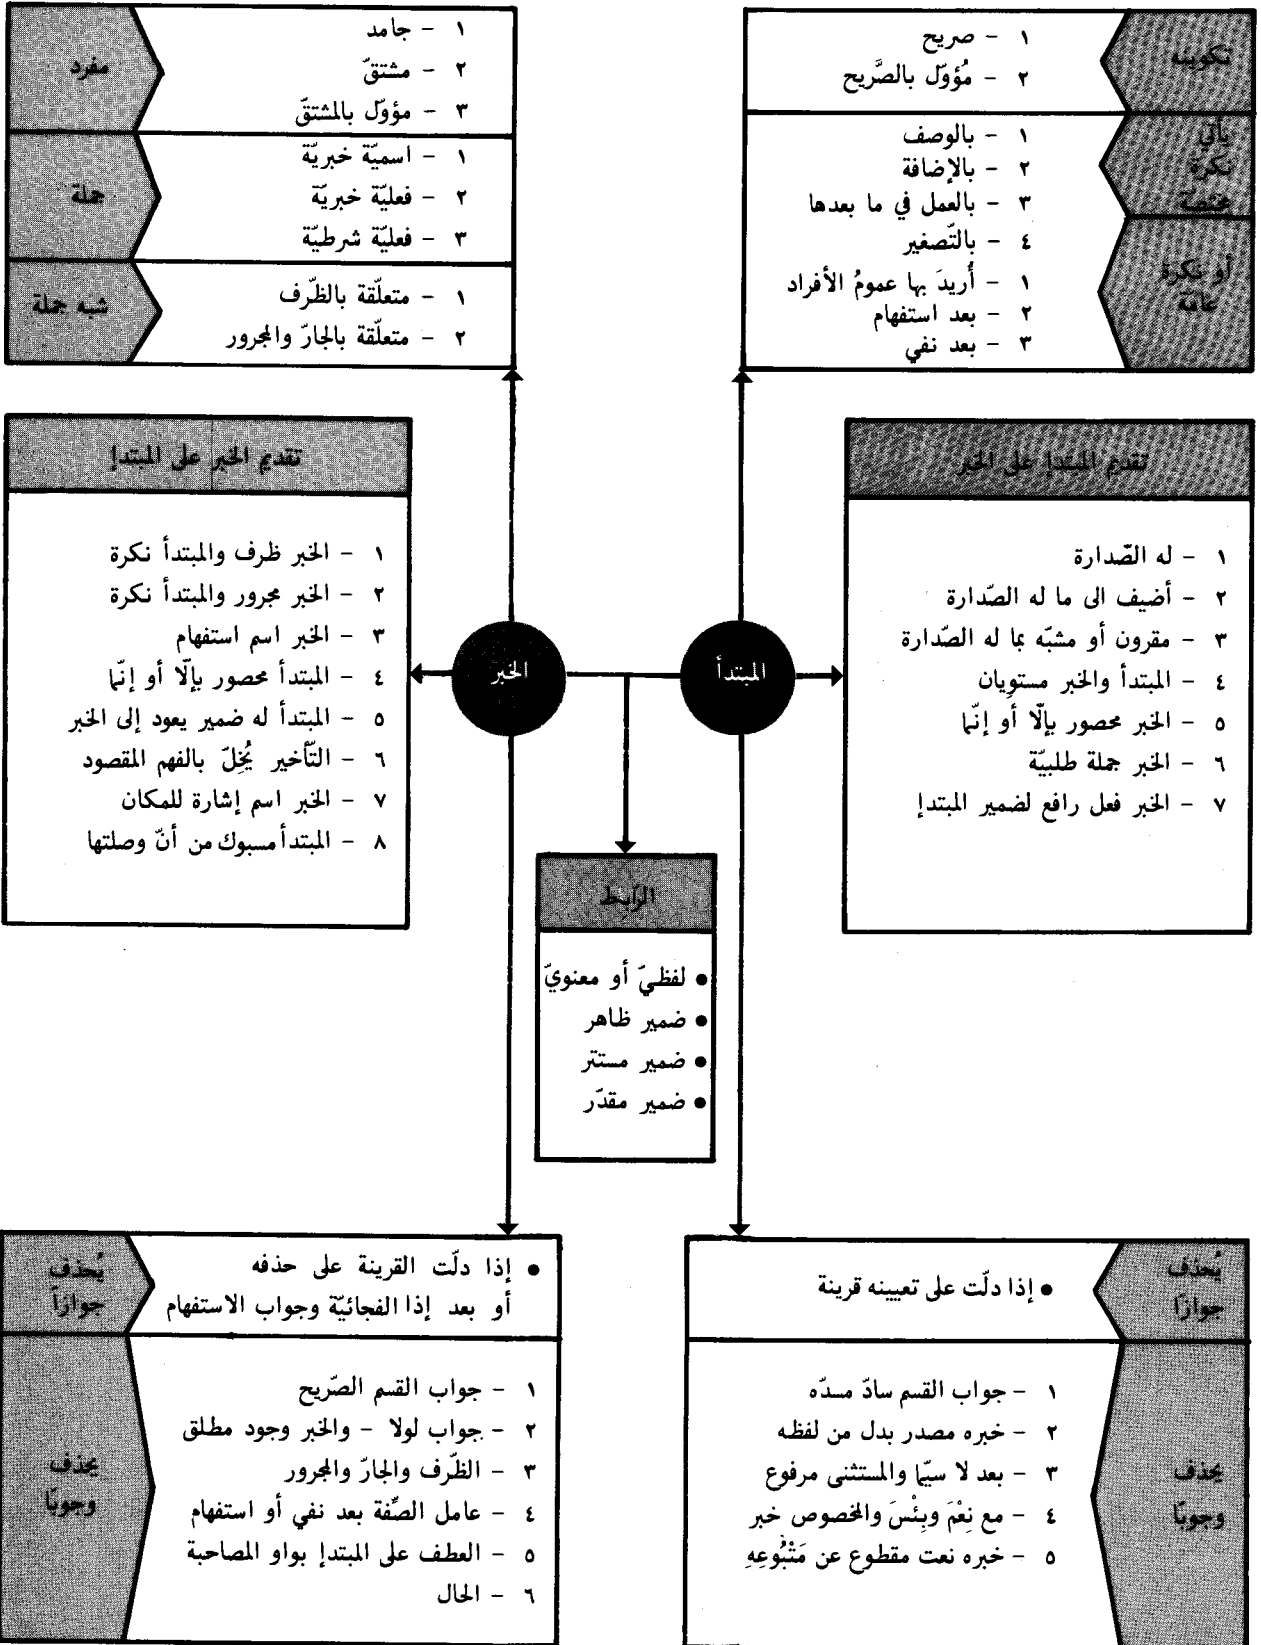 تكوينه
١ - صريح
٢ - مُؤوّل بالصَّريح
يأتي
نكرة
مختصّة
١ - بالوصف
٢ - بالإضافة
٣ - بالعمل في ما بعدها
٤ - بالتّصغير
أو نكرة
عامّة
١ - أُريدَ بها عمومُ الأفراد
٢ - بعد استفهام
٣ - بعد نفي
مفرد
١ - جامد
٢ - مشتقّ
٣ - مؤوّل بالمشتقّ
جملة
١ - اسميّة خبريّة
٢ - فعليّة خبريّة
٣ - فعليّة شرطيّة
شبه جملة
١ - متعلّقة بالظّرف
٢ - متعلّقة بالجارّ والمجرور
تقديم المبتدإ على الخبر
١ - له الصّدارة
٢ - أضيف الى ما له الصّدارة
٣ - مقرون أو مشبّه بما له الصّدارة
٤ - المبتدأ والخبر مستويان
٥ - الخبر محصور بإلّا أو إنّما
٦ - الخبر جملة طلبيّة
٧ - الخبر فعل رافع لضمير المبتدإ
تقديم الخبر على المبتدإ
١ - الخبر ظرف والمبتدأ نكرة
٢ - الخبر مجرور والمبتدأ نكرة
٣ - الخبر اسم استفهام
٤ - المبتدأ محصور بإلّا أو إنّما
٥ - المبتدأ له ضمير يعود إلى الخبر
٦ - التّأخير يُخِلّ بالفهم المقصود
٧ - الخبر اسم إشارة للمكان
٨ - المبتدأ مسبوك من أنّ وصلتها
المبتدأ
الخبر
الرّابط
• لفظيّ أو معنويّ
• ضمير ظاهر
• ضمير مستتر
• ضمير مقدّر
يُحذف
جوازًا
• إذا دلّت على تعيينه قرينة
يحذف
وجوبًا
١ - جواب القسم سادّ مسدّه
٢ - خبره مصدر بدل من لفظه
٣ - بعد لا سيّما والمستثنى مرفوع
٤ - مع نِعْمَ وبِئْسَ والمخصوص خبر
٥ - خبره نعت مقطوع عن مَتْبُوعِهِ
يُحذف
جوازًا
• إذا دلّت القرينة على حذفه
أو بعد إذا الفجائيّة وجواب الاستفهام
يحذف
وجوبًا
١ - جواب القسم الصّريح
٢ - جواب لولا - والخبر وجود مطلق
٣ - الظّرف والجارّ والمجرور
٤ - عامل الصِّفة بعد نفي أو استفهام
٥ - العطف على المبتدإ بواو المصاحبة
٦ - الحال